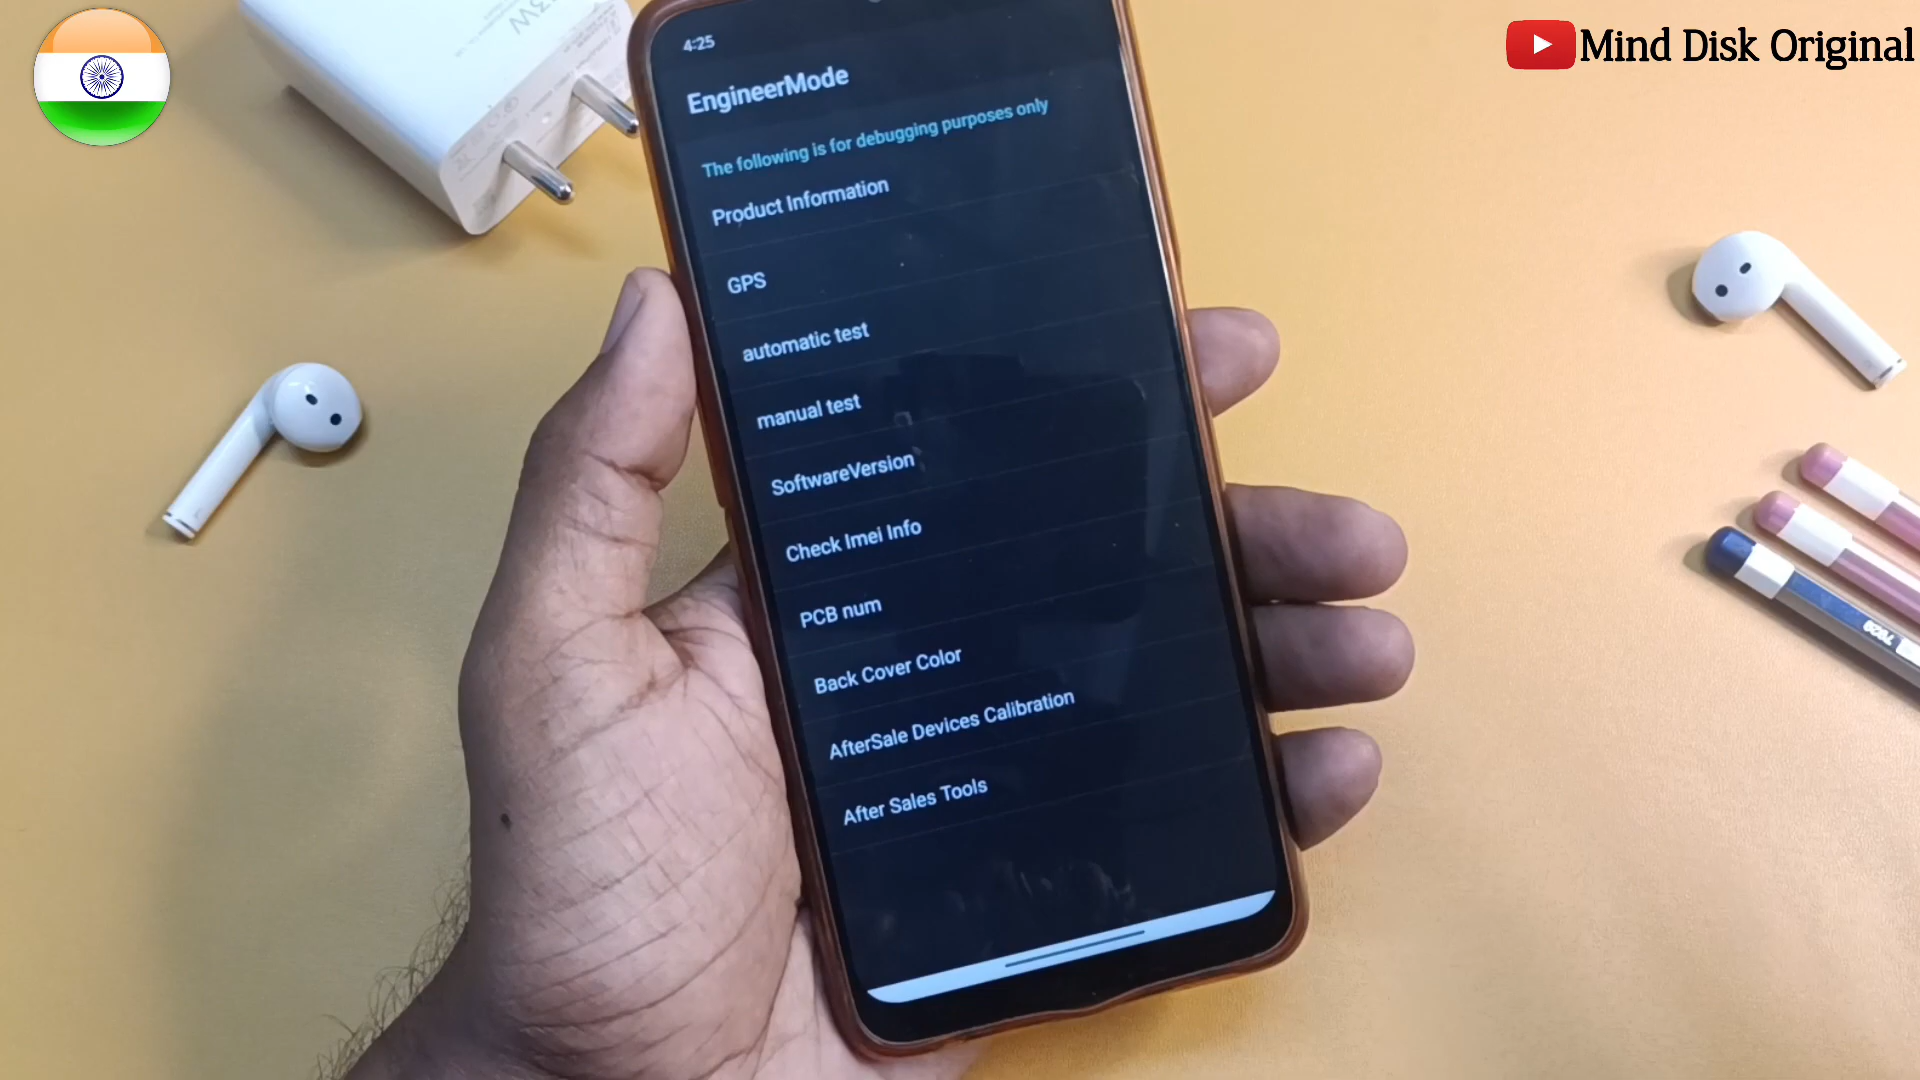 Mind Disk Original
3W
4:25
EngineerMode
The following is for debugging purposes only
Product Information
GPS
automatic test
manual test
SoftwareVersion
Check Imei Info
PCB num
Back Cover Color
AfterSale Devices Calibration
After Sales Tools